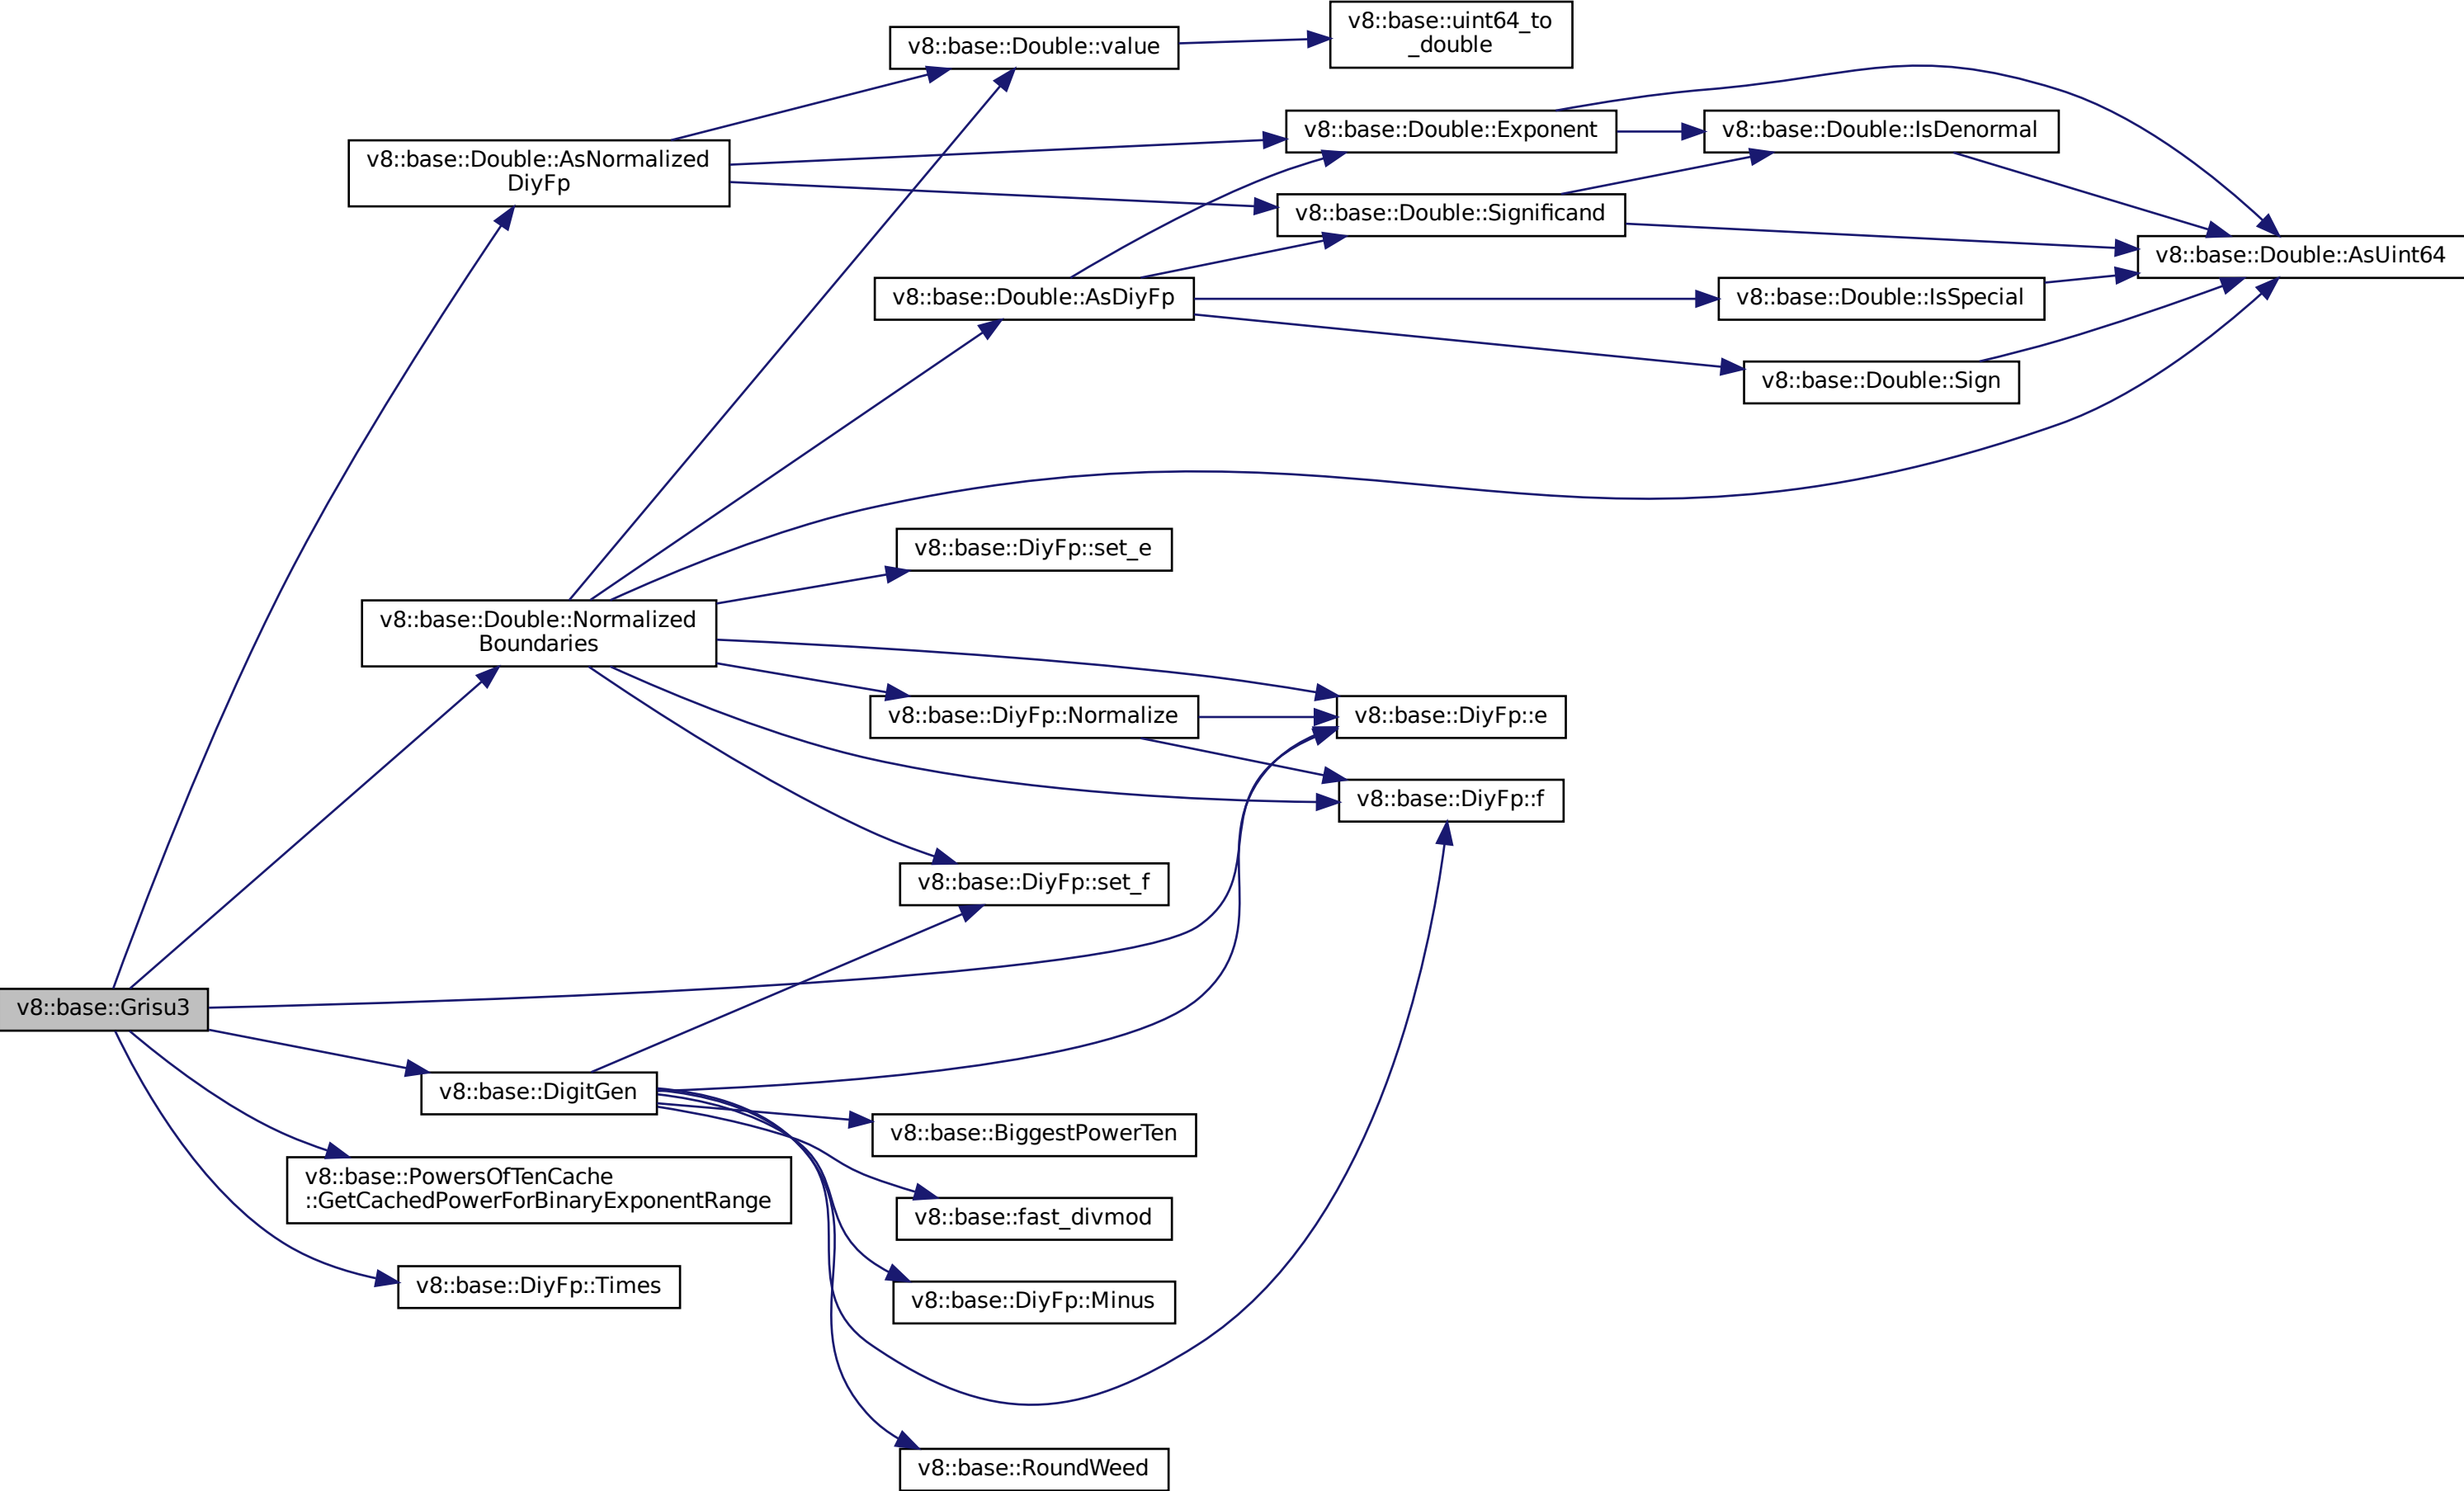 v8::base::Double::value
v8::base::uint64_to
_double
v8::base::Double::AsNormalized
DiyFp
v8::base::Double::Exponent
v8::base::Double::IsDenormal
v8::base::Double::Significand
v8::base::Double::AsUint64
v8::base::Double::AsDiyFp
v8::base::Double::IsSpecial
v8::base::Double::Sign
v8::base::DiyFp::set_e
v8::base::Double::Normalized
Boundaries
v8::base::DiyFp::Normalize
v8::base::DiyFp::e
v8::base::DiyFp::f
v8::base::DiyFp::set_f
v8::base::Grisu3
v8::base::DigitGen
v8::base::BiggestPowerTen
v8::base::PowersOfTenCache
::GetCachedPowerForBinaryExponentRange
v8::base::fast_divmod
v8::base::DiyFp::Times
v8::base::DiyFp::Minus
v8::base::RoundWeed